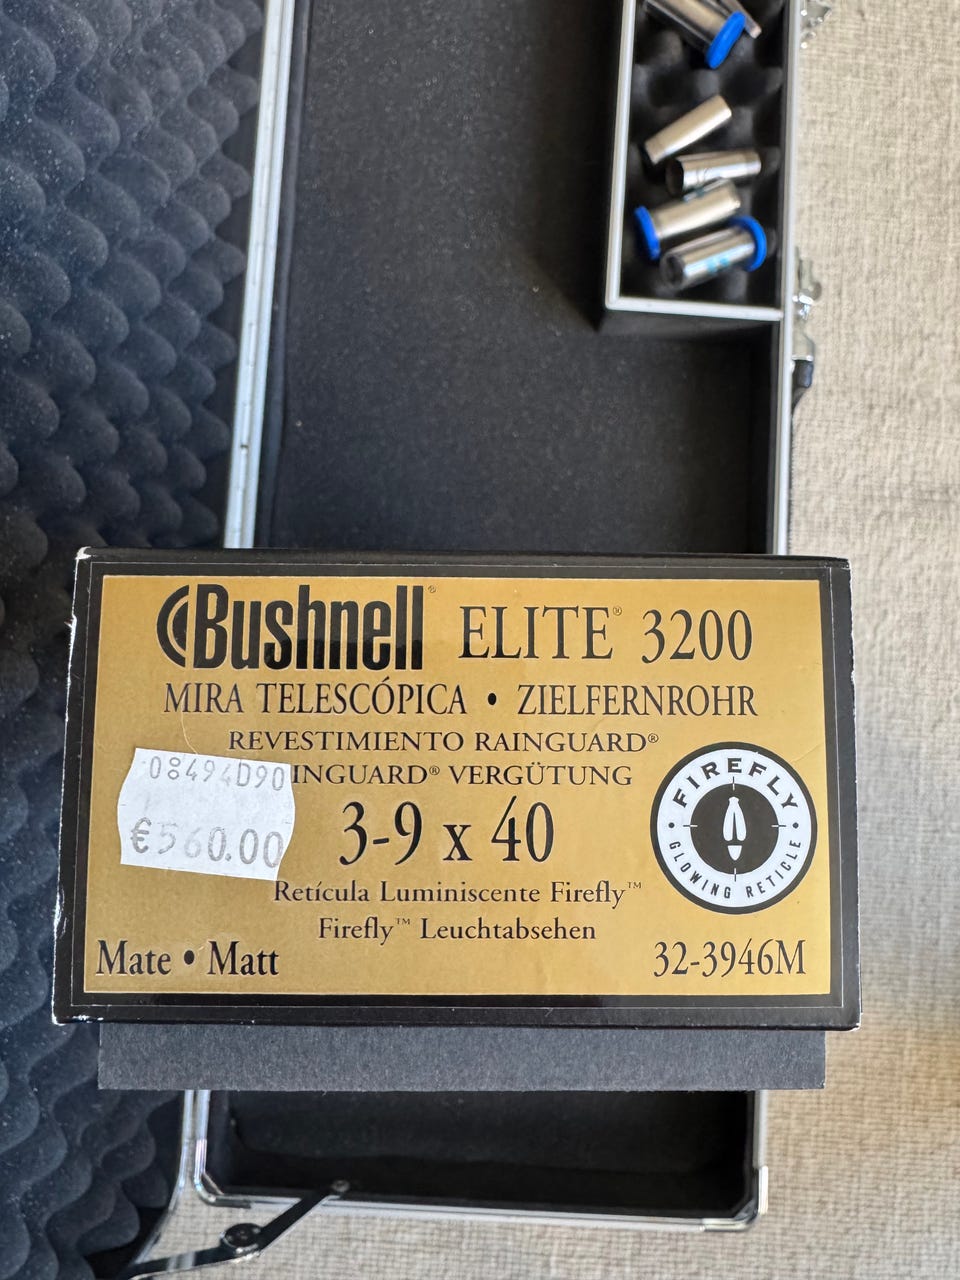 Bushnell® ELITE® 3200
MIRA TELESCÓPICA • ZIELFERNROHR
REVESTIMIENTO RAINGUARD®
INGUARD® VERGÜTUNG
08494D90
€560.00
3-9 x 40
FIREFLY
GLOWING RETICLE
Retícula Luminiscente Firefly™
Firefly™ Leuchtabsehen
Mate • Matt
32-3946M